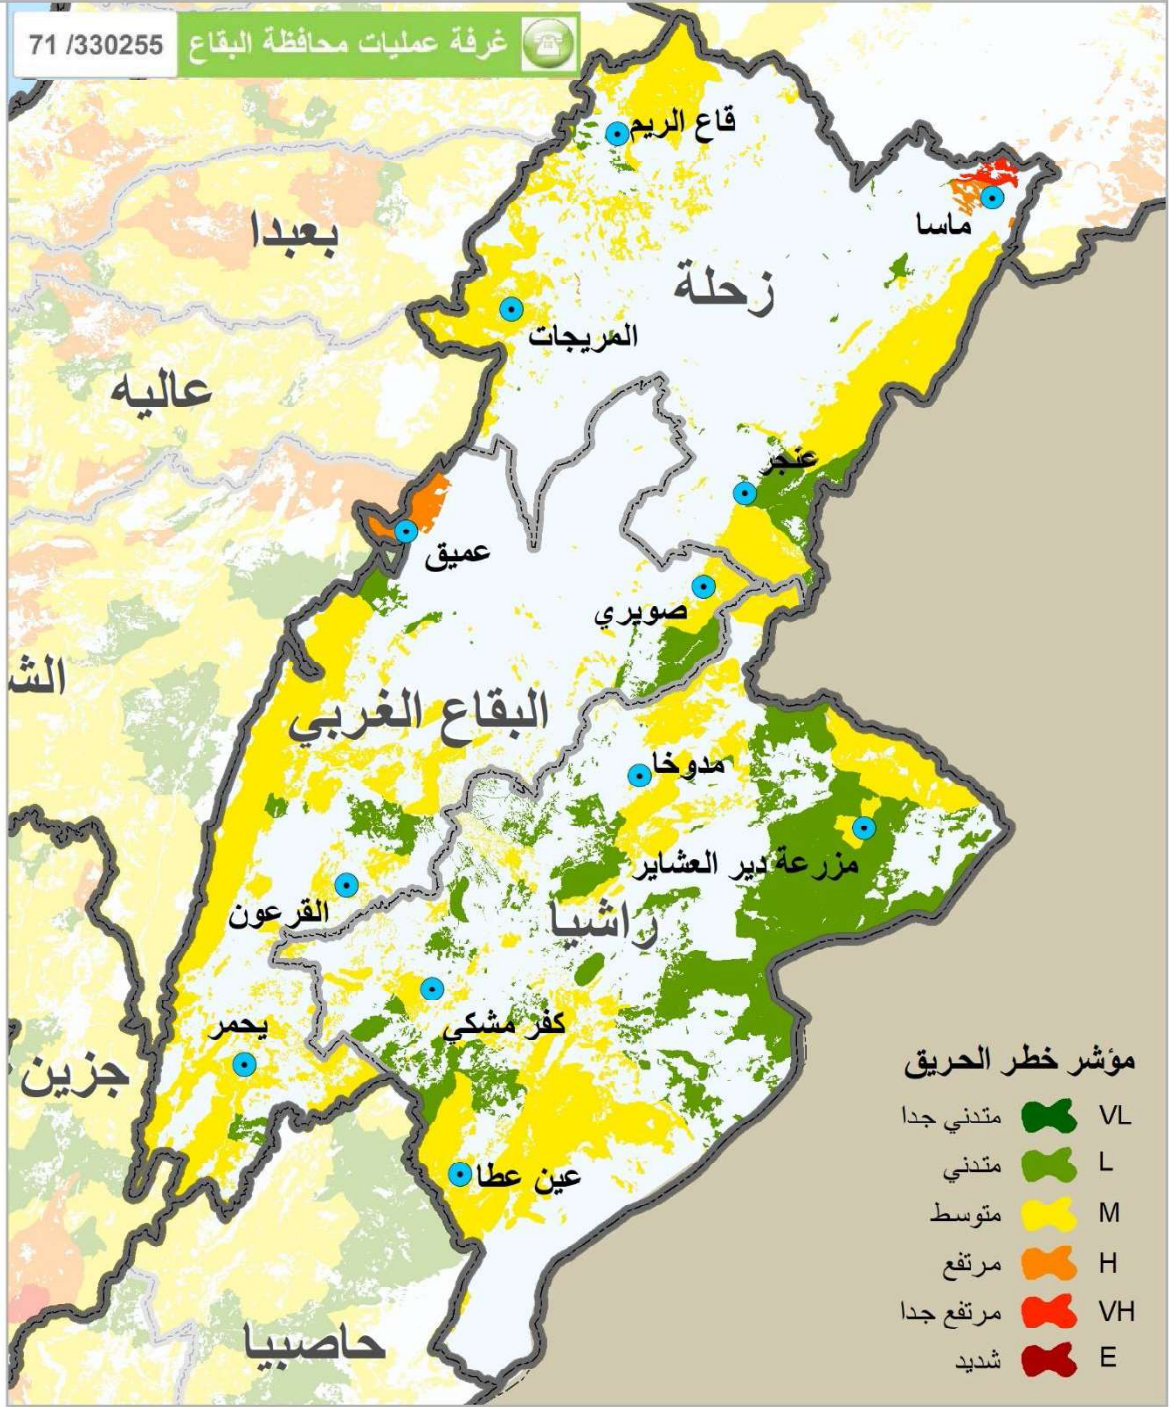 غرفة عمليات محافظة البقاع 71 /330255
قاع الريم
ماسا
بعبدا
زحلة
المريجات
عاليه
عنجر
عميق
صويري
الش
البقاع الغربي
مدوخا
مزرعة دير العشاير
القرعون
راشيا
كفر مشكي
يحمر
جزين
عين عطا
حاصبيا
مؤشر خطر الحريق
VL متدني جدا
L متدني
M متوسط
H مرتفع
VH مرتفع جدا
E شديد